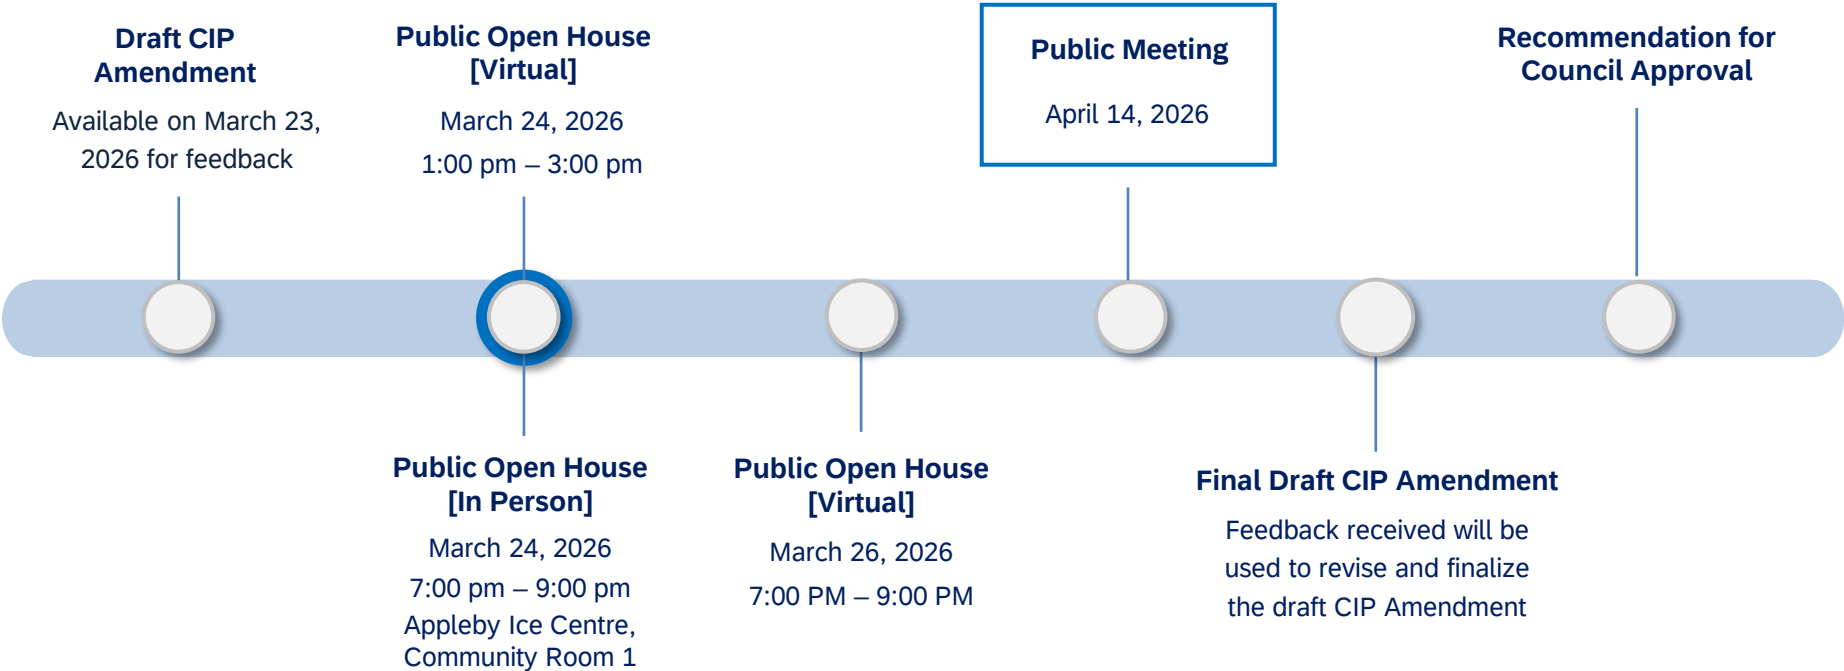 Draft CIP
Amendment
Available on March 23,
2026 for feedback
Public Open House
[Virtual]
March 24, 2026
1:00 pm – 3:00 pm
Public Open House
[In Person]
March 24, 2026
7:00 pm – 9:00 pm
Appleby Ice Centre,
Community Room 1
Public Open House
[Virtual]
March 26, 2026
7:00 PM – 9:00 PM
Public Meeting
April 14, 2026
Final Draft CIP Amendment
Feedback received will be
used to revise and finalize
the draft CIP Amendment
Recommendation for
Council Approval